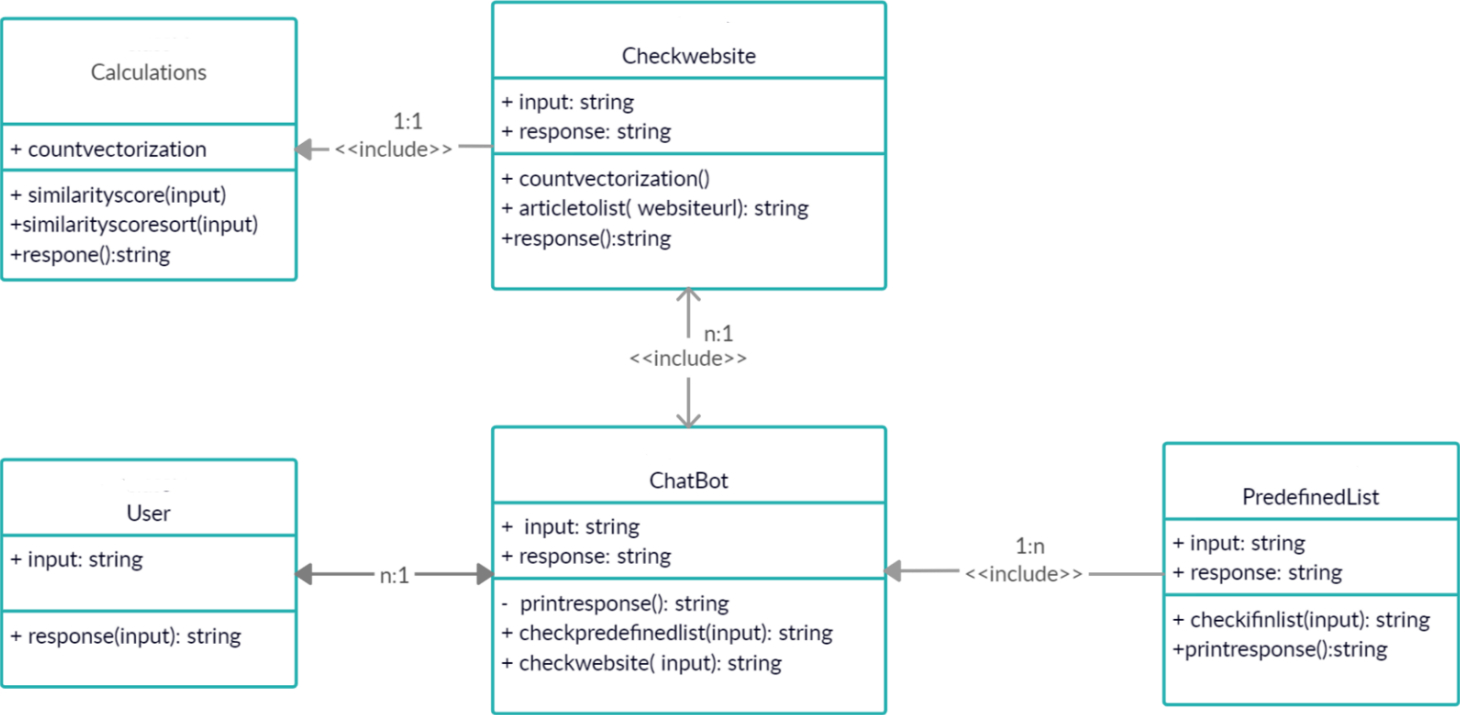 Calculations
+ countvectorization
+ similarityscore(input)
+similarityscoresort(input)
+respone():string
1:1
<<include>>
Checkwebsite
+ input: string
+ response: string
+ countvectorization()
+ articletolist( websiteurl): string
+response():string
n:1
<<include>>
User
+ input: string
+ response(input): string
n:1
ChatBot
+ input: string
+ response: string
- printresponse(): string
+ checkpredefinedlist(input): string
+ checkwebsite( input): string
1:n
<<include>>
PredefinedList
+ input: string
+ response: string
+ checkifinlist(input): string
+printresponse():string